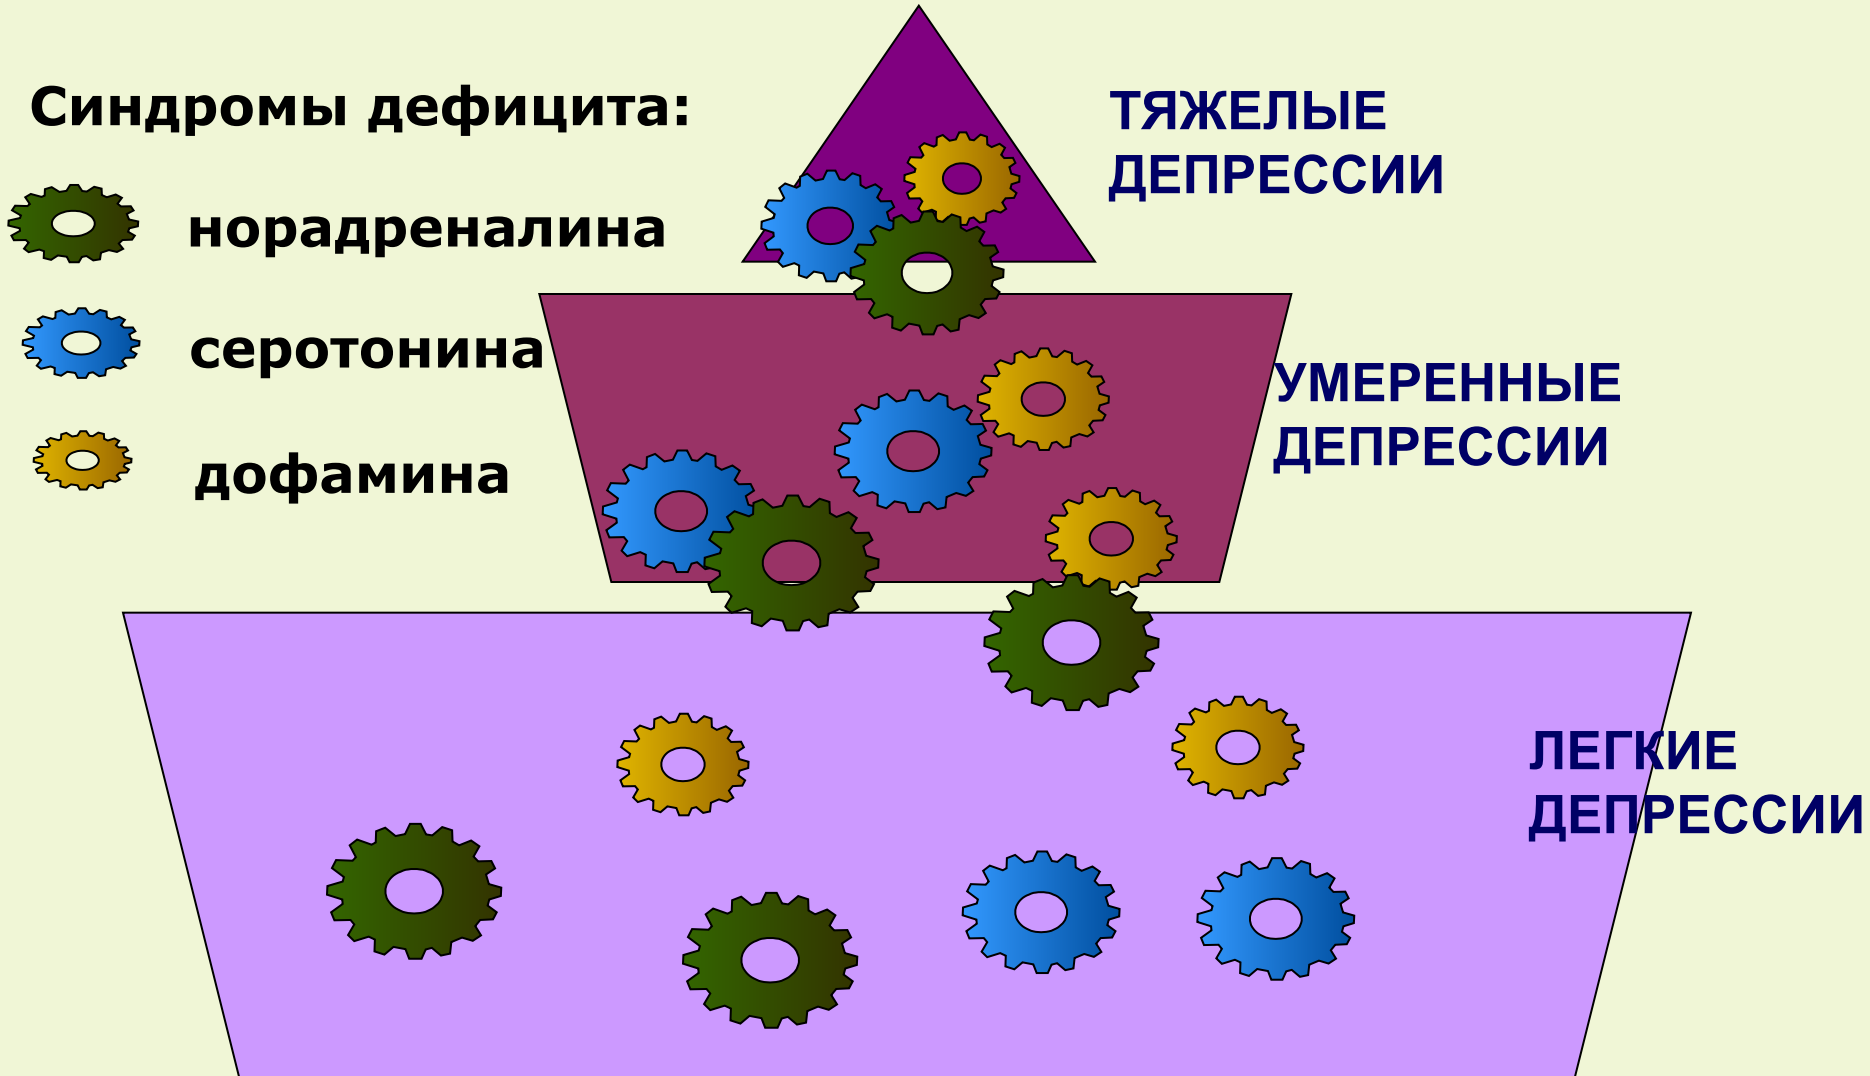 Синдромы дефицита:
норадреналина
серотонина
дофамина
ТЯЖЕЛЫЕ
ДЕПРЕССИИ
УМЕРЕННЫЕ
ДЕПРЕССИИ
ЛЕГКИЕ
ДЕПРЕССИИ